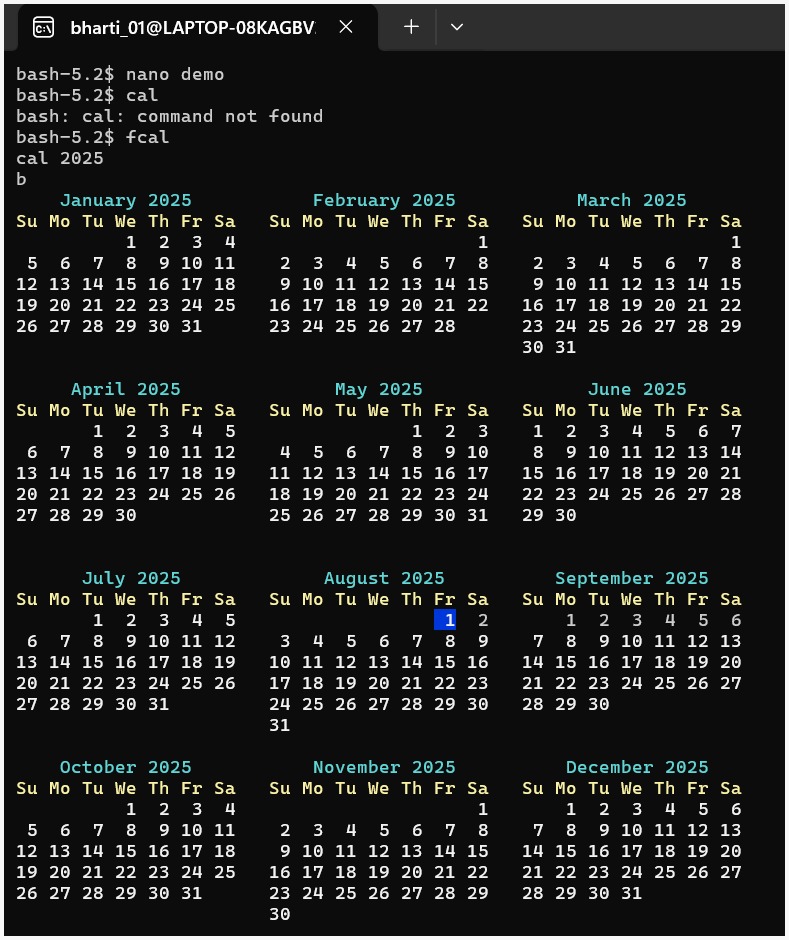 bharti_01@LAPTOP-08KAGBV
bash-5.2$ nano demo
bash-5.2$ cal
bash: cal: command not found
bash-5.2$ fcal
cal 2025
b
January 2025 February 2025 March 2025
Su Mo Tu We Th Fr Sa Su Mo Tu We Th Fr Sa Su Mo Tu We Th Fr Sa
1 2 3 4 1 1
5 6 7 8 9 10 11 2 3 4 5 6 7 8 2 3 4 5 6 7 8
12 13 14 15 16 17 18 9 10 11 12 13 14 15 9 10 11 12 13 14 15
19 20 21 22 23 24 25 16 17 18 19 20 21 22 16 17 18 19 20 21 22
26 27 28 29 30 31 23 24 25 26 27 28 23 24 25 26 27 28 29
30 31
April 2025 May 2025 June 2025
Su Mo Tu We Th Fr Sa Su Mo Tu We Th Fr Sa Su Mo Tu We Th Fr Sa
1 2 3 4 5 1 2 3 1 2 3 4 5 6 7
6 7 8 9 10 11 12 4 5 6 7 8 9 10 8 9 10 11 12 13 14
13 14 15 16 17 18 19 11 12 13 14 15 16 17 15 16 17 18 19 20 21
20 21 22 23 24 25 26 18 19 20 21 22 23 24 22 23 24 25 26 27 28
27 28 29 30 25 26 27 28 29 30 31 29 30
July 2025 August 2025 September 2025
Su Mo Tu We Th Fr Sa Su Mo Tu We Th Fr Sa Su Mo Tu We Th Fr Sa
1 2 3 4 5 1 2 1 2 3 4 5 6
6 7 8 9 10 11 12 3 4 5 6 7 8 9 7 8 9 10 11 12 13
13 14 15 16 17 18 19 10 11 12 13 14 15 16 14 15 16 17 18 19 20
20 21 22 23 24 25 26 17 18 19 20 21 22 23 21 22 23 24 25 26 27
27 28 29 30 31 24 25 26 27 28 29 30 28 29 30
31
October 2025 November 2025 December 2025
Su Mo Tu We Th Fr Sa Su Mo Tu We Th Fr Sa Su Mo Tu We Th Fr Sa
1 2 3 4 1 1 2 3 4 5 6
5 6 7 8 9 10 11 2 3 4 5 6 7 8 7 8 9 10 11 12 13
12 13 14 15 16 17 18 9 10 11 12 13 14 15 14 15 16 17 18 19 20
19 20 21 22 23 24 25 16 17 18 19 20 21 22 21 22 23 24 25 26 27
26 27 28 29 30 31 23 24 25 26 27 28 29 28 29 30 31
30